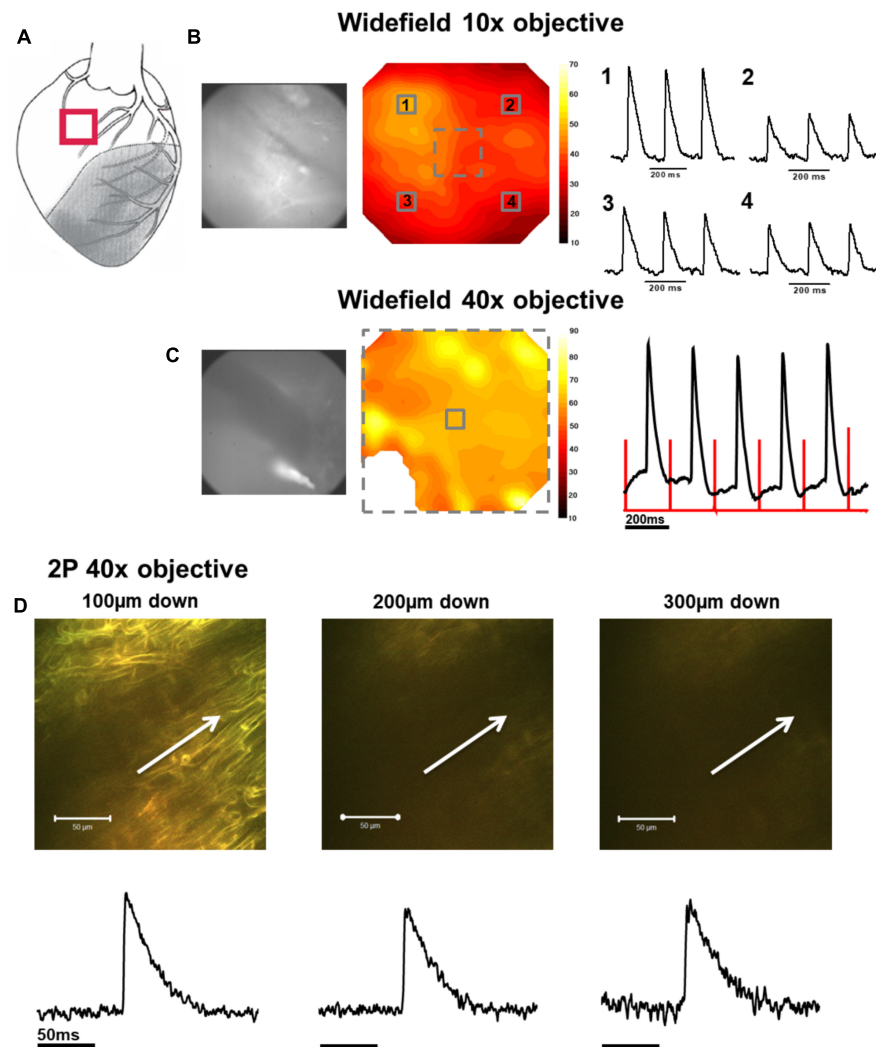 Widefield 10x objective
A
B
1
2
3
4
70
60
50
40
30
20
10
1
200 ms
2
200 ms
3
200 ms
4
200 ms
Widefield 40x objective
C
90
80
70
60
50
40
30
20
10
200ms
2P 40x objective
D
100µm down
200µm down
300µm down
50 µm
50 µm
50 µm
50ms